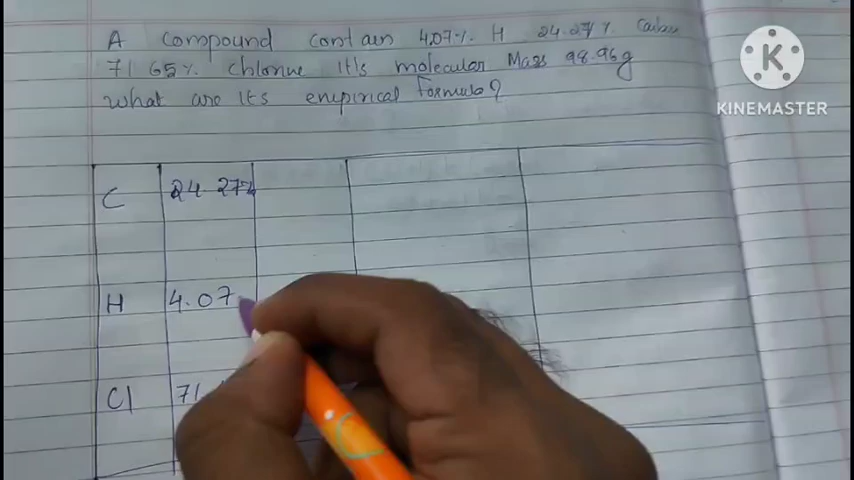 A compound contain 4.07% H 24.27% Carbon
71 65% chlorine It's molecular Mass 98.96g
what are its empirical formula?
K
KINEMASTER
C 24 27%
H 4.07
Cl 71.